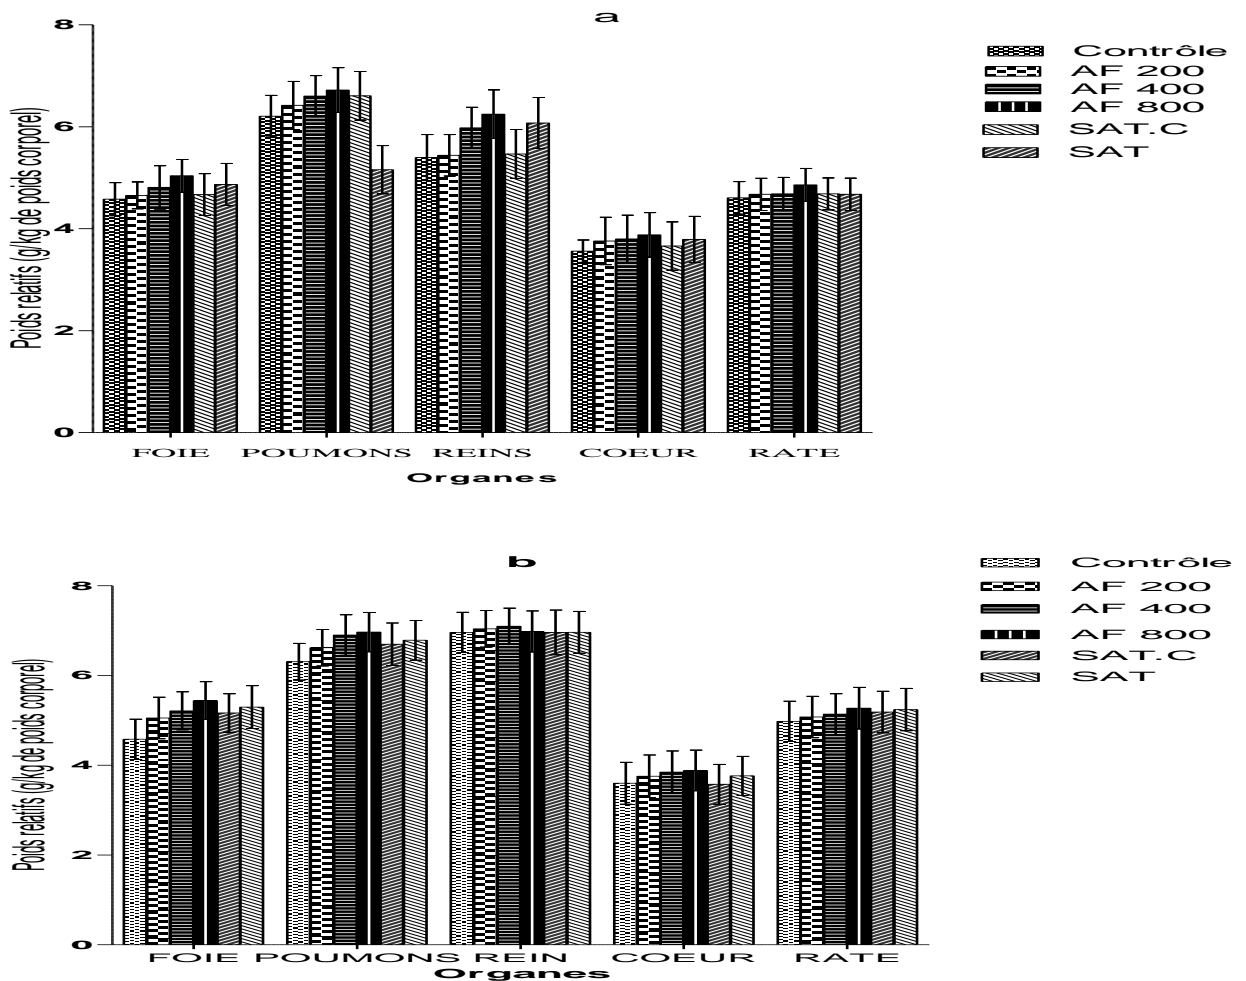 a
8
6
4
2
0
Poids relatifs (g/kg de poids corporel)
FOIE POUMONS REINS COEUR RATE
Organes
Contrôle
AF 200
AF 400
AF 800
SAT.C
SAT
b
8
6
4
2
0
Poids relatifs (g/kg de poids corporel)
FOIE POUMONS REIN COEUR RATE
Organes
Contrôle
AF 200
AF 400
AF 800
SAT.C
SAT